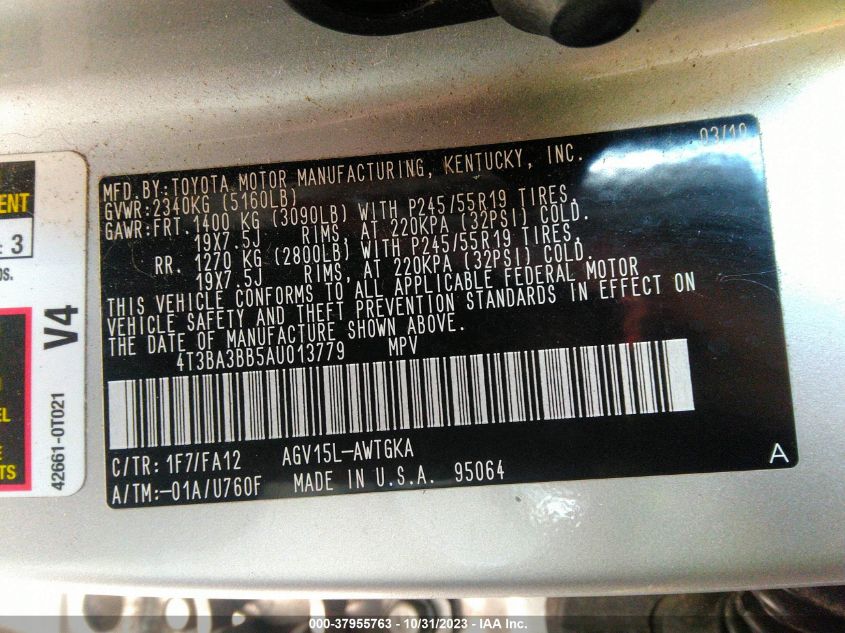 03/10
MFD. BY: TOYOTA MOTOR MANUFACTURING, KENTUCKY, INC.
GVWR: 2340KG (5160LB)
GAWR: FRT. 1400 KG (3090LB) WITH P245/55R19 TIRES,
19X7.5J RIMS, AT 220KPA (32PSI) COLD.
RR. 1270 KG (2800LB) WITH P245/55R19 TIRES,
19X7.5J RIMS, AT 220KPA (32PSI) COLD.
THIS VEHICLE CONFORMS TO ALL APPLICABLE FEDERAL MOTOR
VEHICLE SAFETY AND THEFT PREVENTION STANDARDS IN EFFECT ON
THE DATE OF MANUFACTURE SHOWN ABOVE.
4T3BA3BB5AU013779 MPV
C/TR: 1F7/FA12 AGV15L-AWTGKA
A/TM:-01A/U760F MADE IN U.S.A. 95064
A
3
V4
42661-0T021
000-37955763 - 10/31/2023 - IAA Inc.